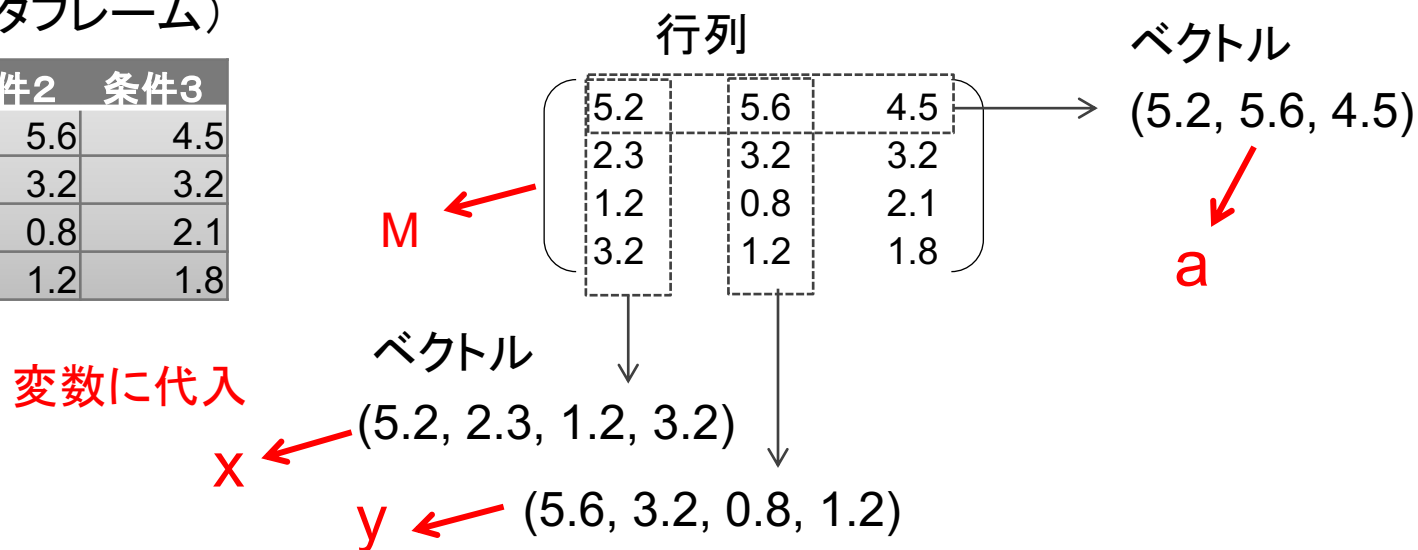 タフレーム）
件2 条件3
5.6 4.5
3.2 3.2
0.8 2.1
1.2 1.8
行列
5.2 5.6 4.5
2.3 3.2 3.2
1.2 0.8 2.1
3.2 1.2 1.8
M
ベクトル
(5.2, 5.6, 4.5)
a
変数に代入
ベクトル
(5.2, 2.3, 1.2, 3.2)
x
(5.6, 3.2, 0.8, 1.2)
y